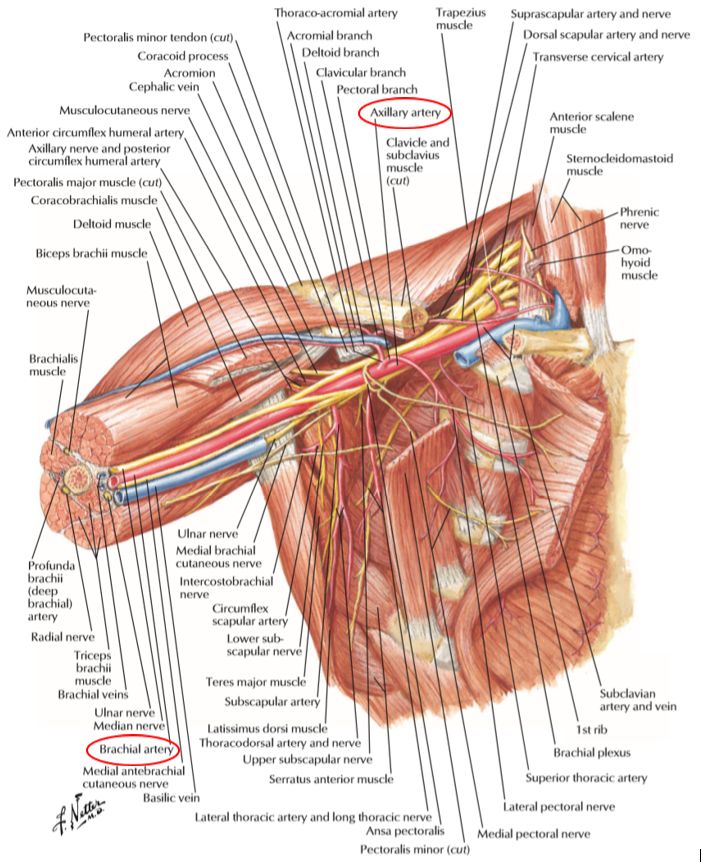 Thoraco-acromial artery
Trapezius
muscle
Suprascapular artery and nerve
Pectoralis minor tendon (cut)
Acromial branch
Dorsal scapular artery and nerve
Coracoid process
Deltoid branch
Transverse cervical artery
Acromion
Clavicular branch
Cephalic vein
Pectoral branch
Musculocutaneous nerve
Axillary artery
Anterior scalene
muscle
Anterior circumflex humeral artery
Clavicle and
subclavius
muscle
(cut)
Axillary nerve and posterior
circumflex humeral artery
Sternocleidomastoid
muscle
Pectoralis major muscle (cut)
Coracobrachialis muscle
Phrenic
nerve
Deltoid muscle
Omo-
hyoid
muscle
Biceps brachii muscle
Musculocuta-
neous nerve
Brachialis
muscle
Ulnar nerve
Medial brachial
cutaneous nerve
Profunda
brachii
(deep
brachial)
artery
Intercostobrachial
nerve
Circumflex
scapular artery
Radial nerve
Lower sub-
scapular nerve
Triceps
brachii
muscle
Teres major muscle
Brachial veins
Subscapular artery
Subclavian
artery and vein
Ulnar nerve
Median nerve
Latissimus dorsi muscle
1st rib
Brachial artery
Thoracodorsal artery and nerve
Brachial plexus
Upper subscapular nerve
Medial antebrachial
cutaneous nerve
Serratus anterior muscle
Superior thoracic artery
Basilic vein
Lateral pectoral nerve
Lateral thoracic artery and long thoracic nerve
Ansa pectoralis
Medial pectoral nerve
Pectoralis minor (cut)
F. Netter
M.D.